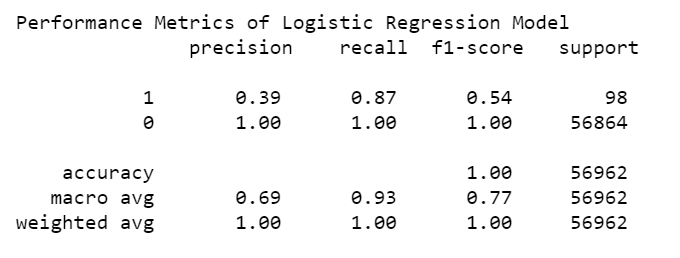 Performance Metrics of Logistic Regression Model
precision recall f1-score support
1 0.39 0.87 0.54 98
0 1.00 1.00 1.00 56864
accuracy 1.00 56962
macro avg 0.69 0.93 0.77 56962
weighted avg 1.00 1.00 1.00 56962